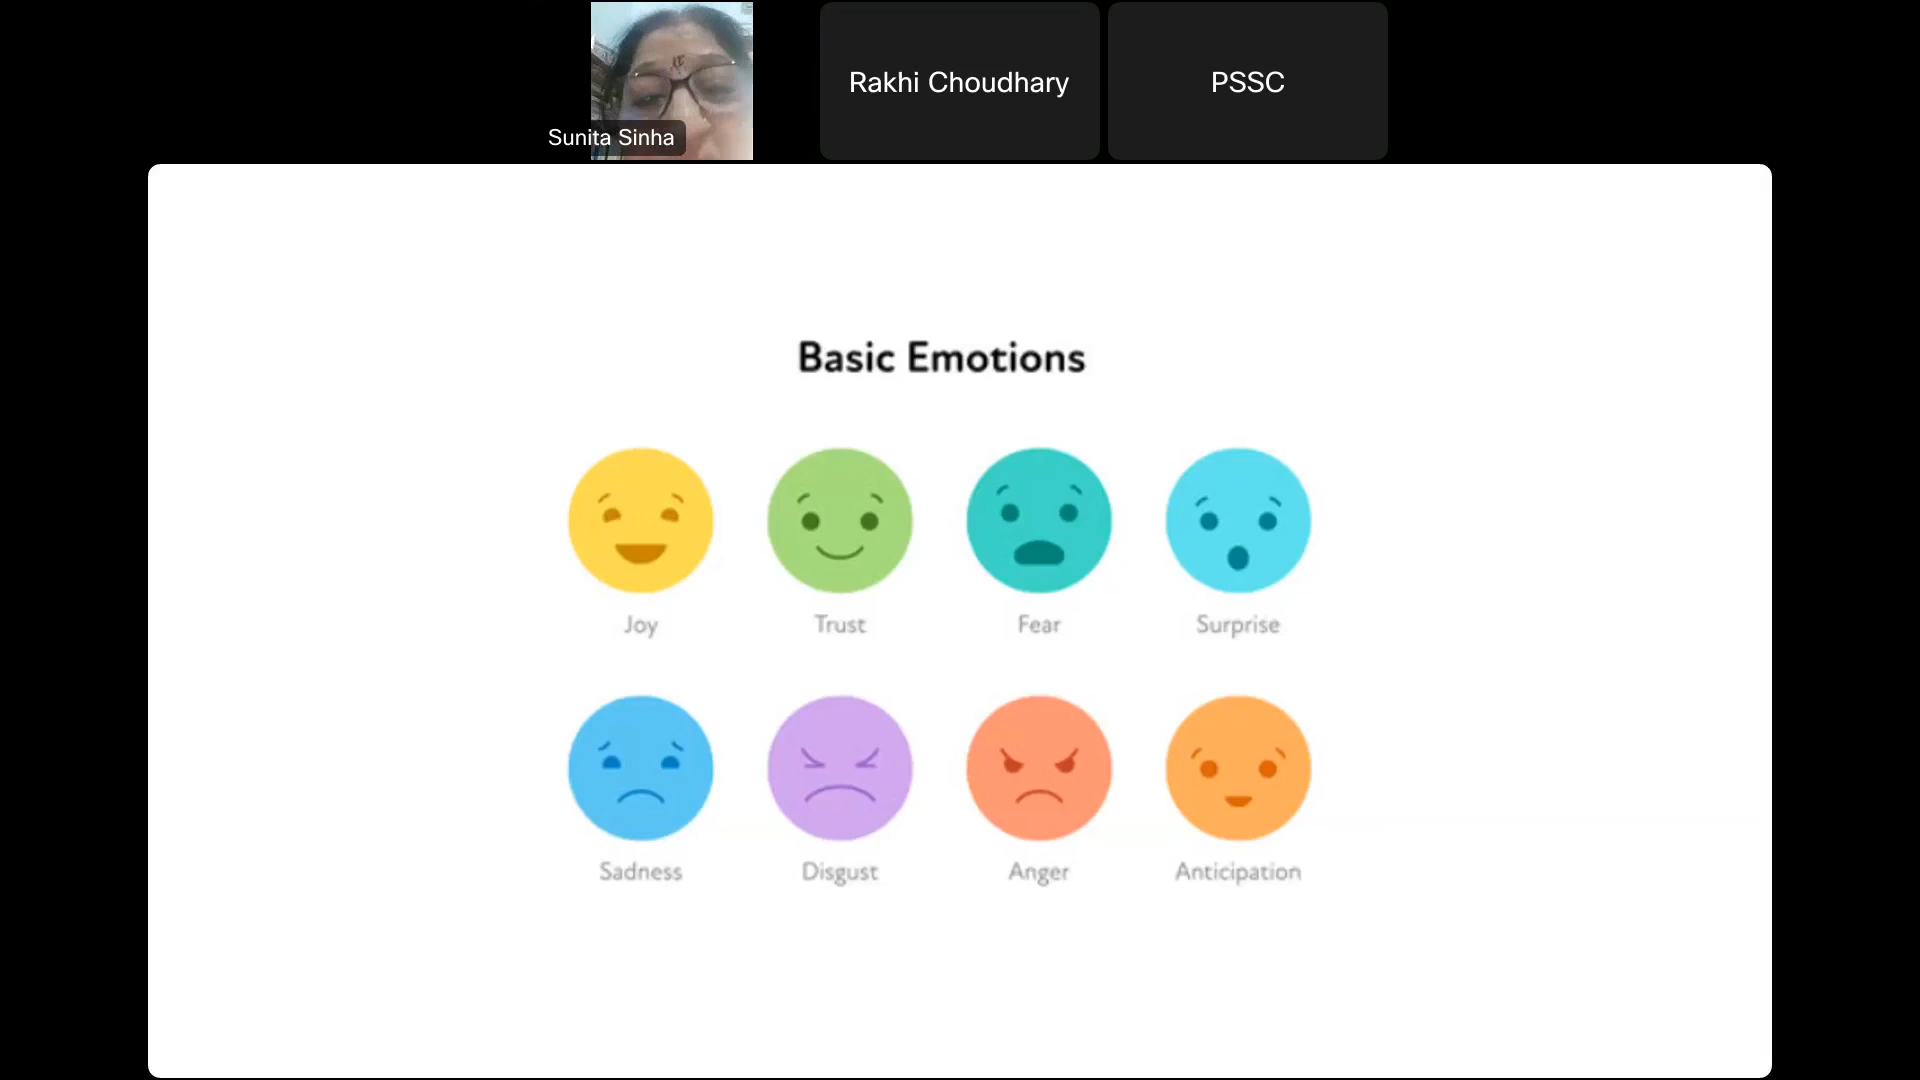 Sunita Sinha
Rakhi Choudhary
PSSC
Basic Emotions
Joy
Trust
Fear
Surprise
Sadness
Disgust
Anger
Anticipation